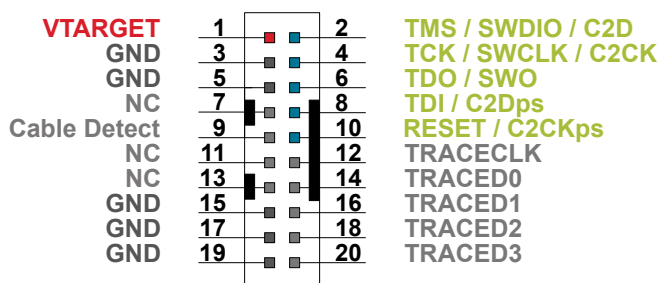 VTARGET 1 2 TMS / SWDIO / C2D
GND 3 4 TCK / SWCLK / C2CK
GND 5 6 TDO / SWO
NC 7 8 TDI / C2Dps
Cable Detect 9 10 RESET / C2CKps
NC 11 12 TRACECLK
NC 13 14 TRACED0
GND 15 16 TRACED1
GND 17 18 TRACED2
GND 19 20 TRACED3